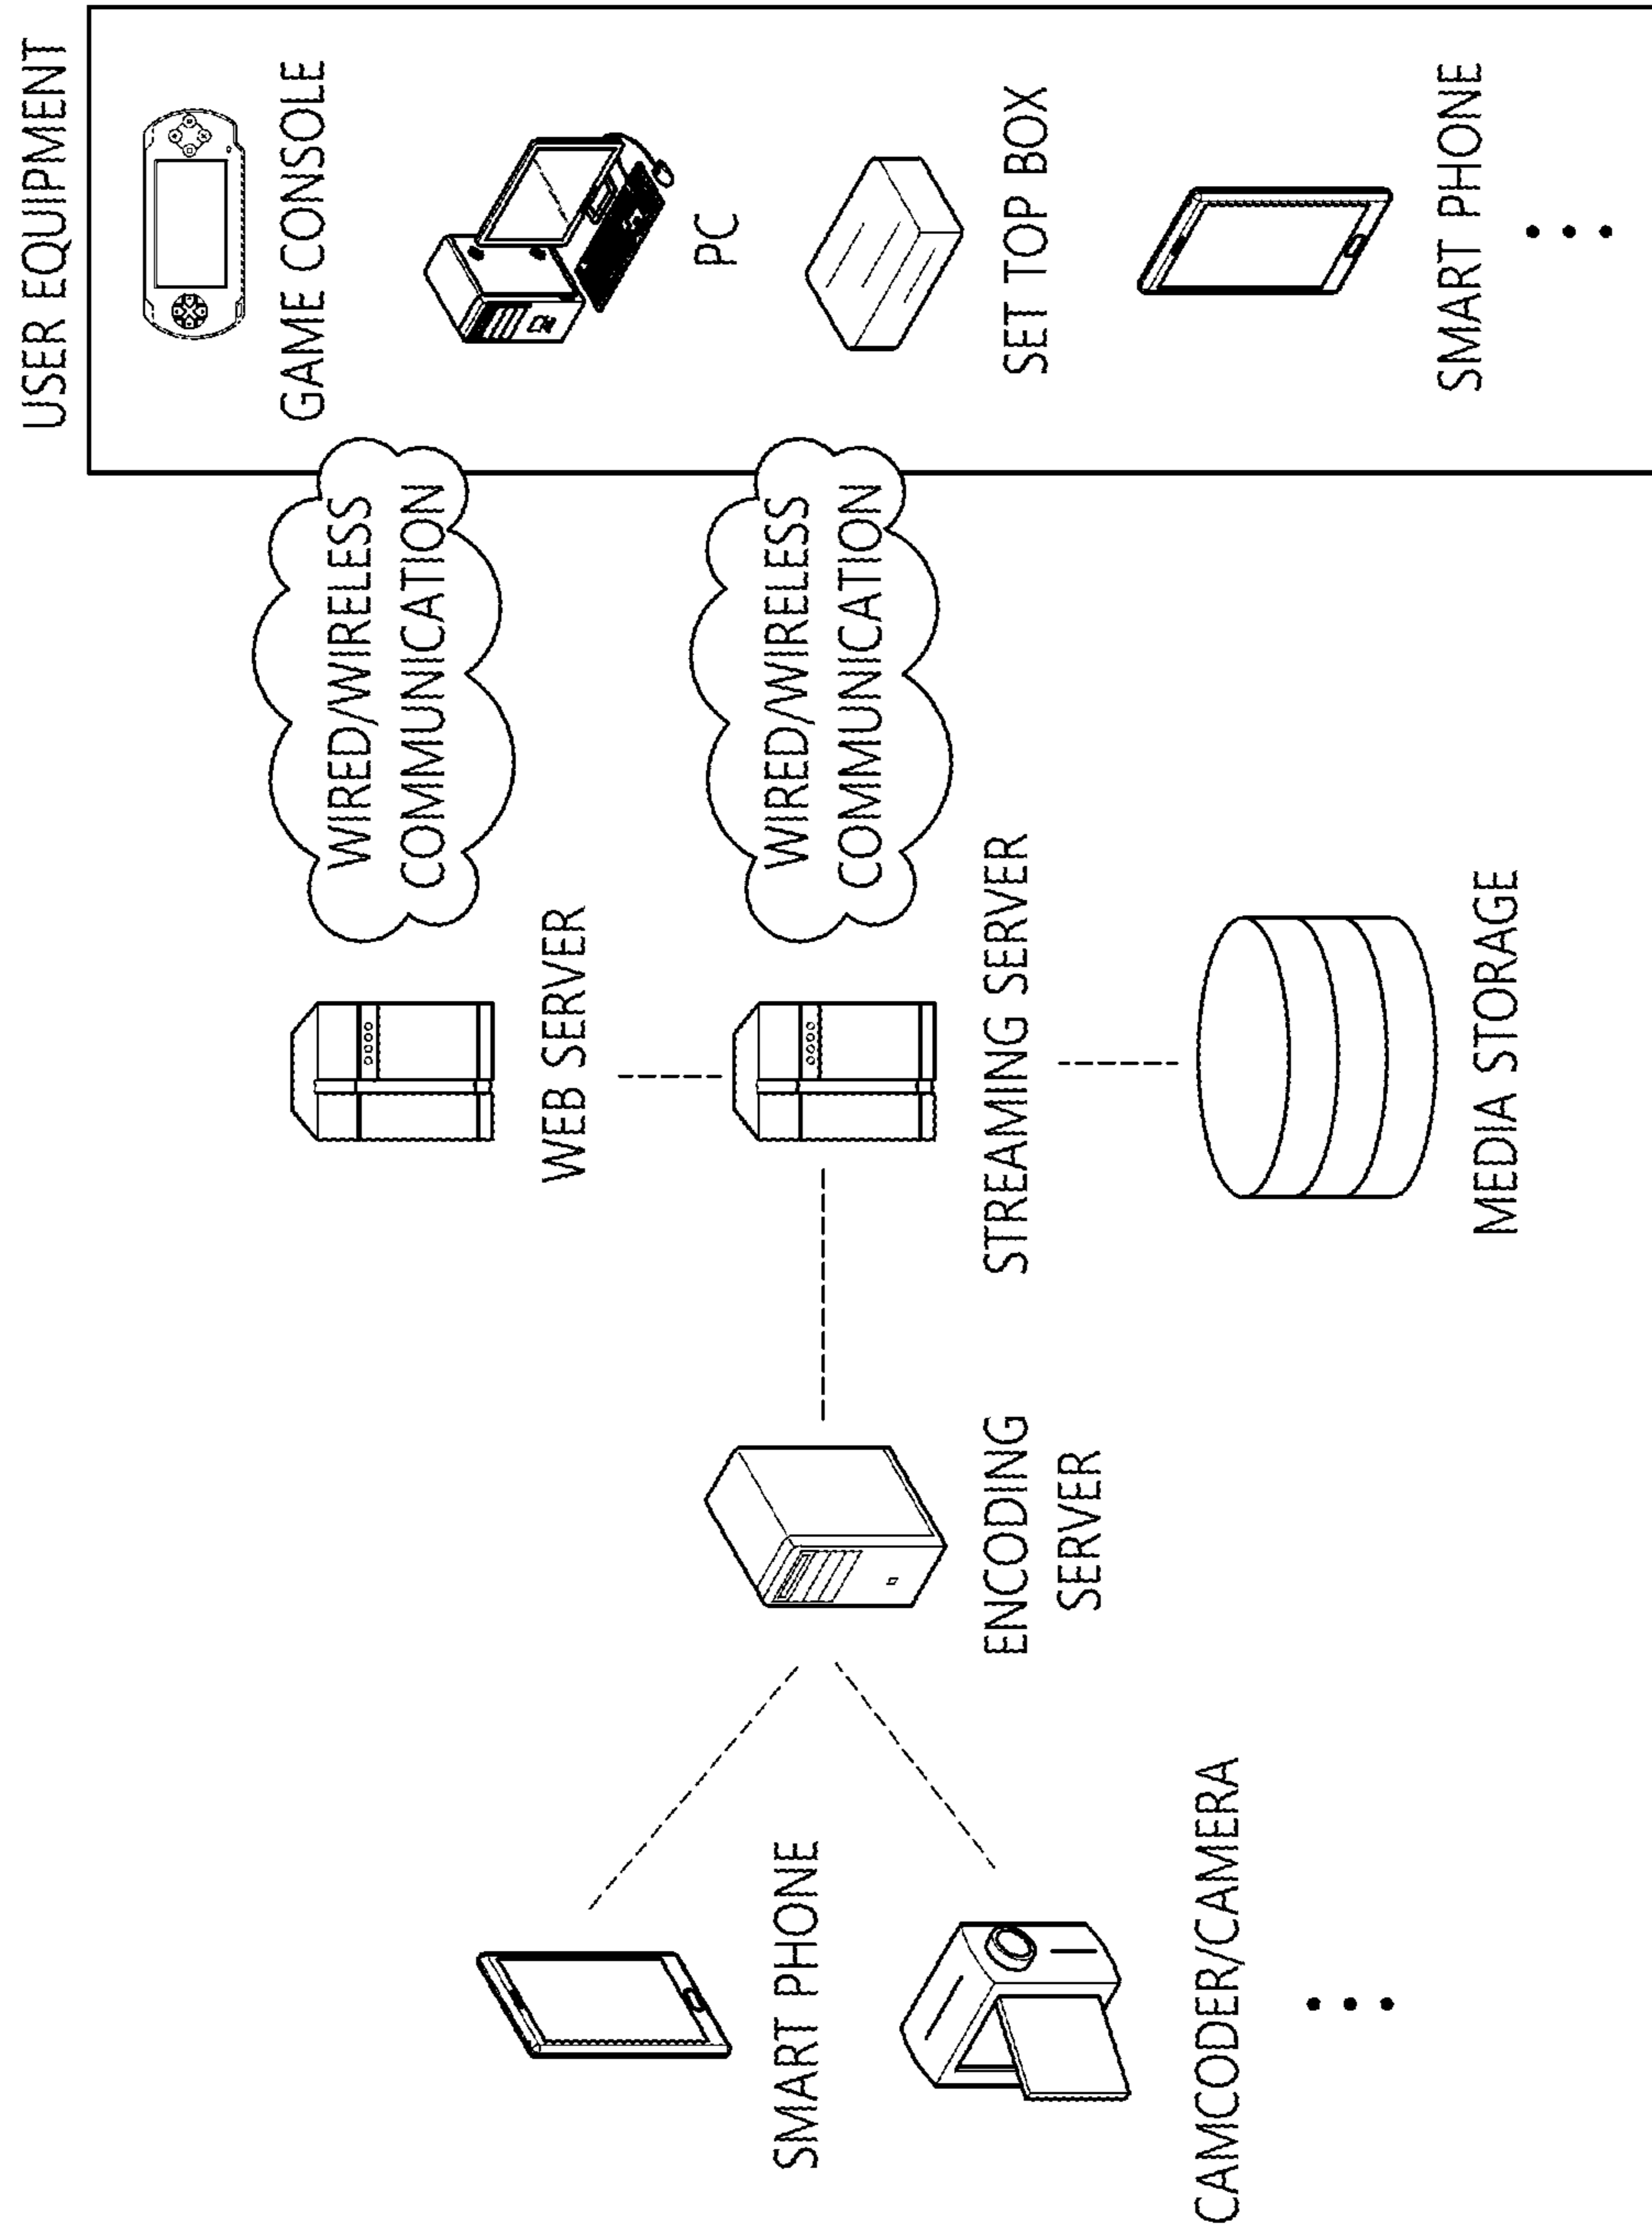 USER EQUIPMENT
GAME CONSOLE
PC
SET TOP BOX
SMART PHONE
WIRED/WIRELESS
COMMUNICATION
WIRED/WIRELESS
COMMUNICATION
WEB SERVER
STREAMING SERVER
MEDIA STORAGE
ENCODING
SERVER
SMART PHONE
CAMCODER/CAMERA